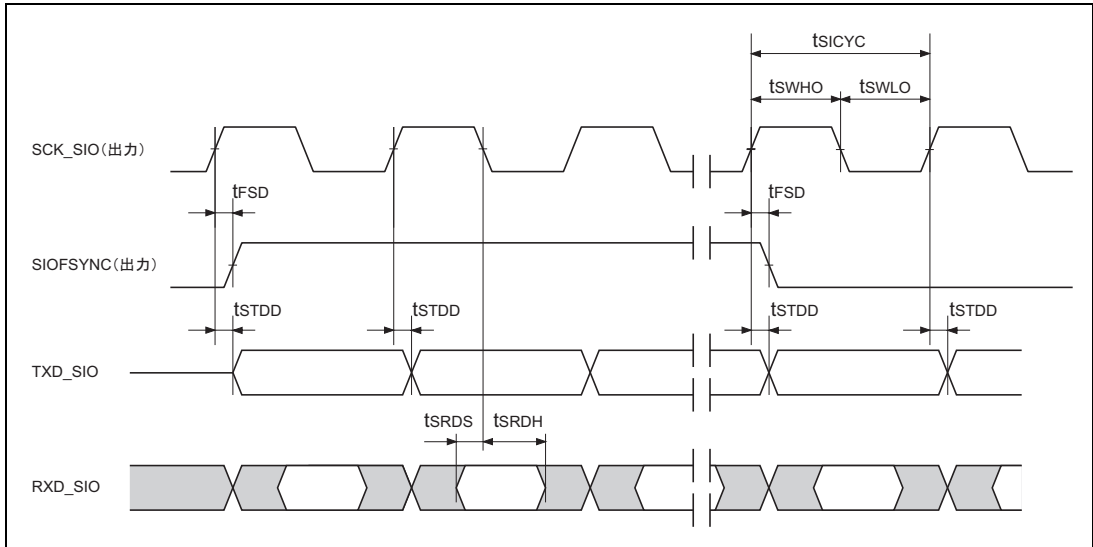 tSICYC
tSWHO tSWLO
SCK_SIO(出力)
tFSD tFSD
SIOFSYNC(出力)
tSTDD tSTDD tSTDD tSTDD
TXD_SIO
tSRDS tSRDH
RXD_SIO